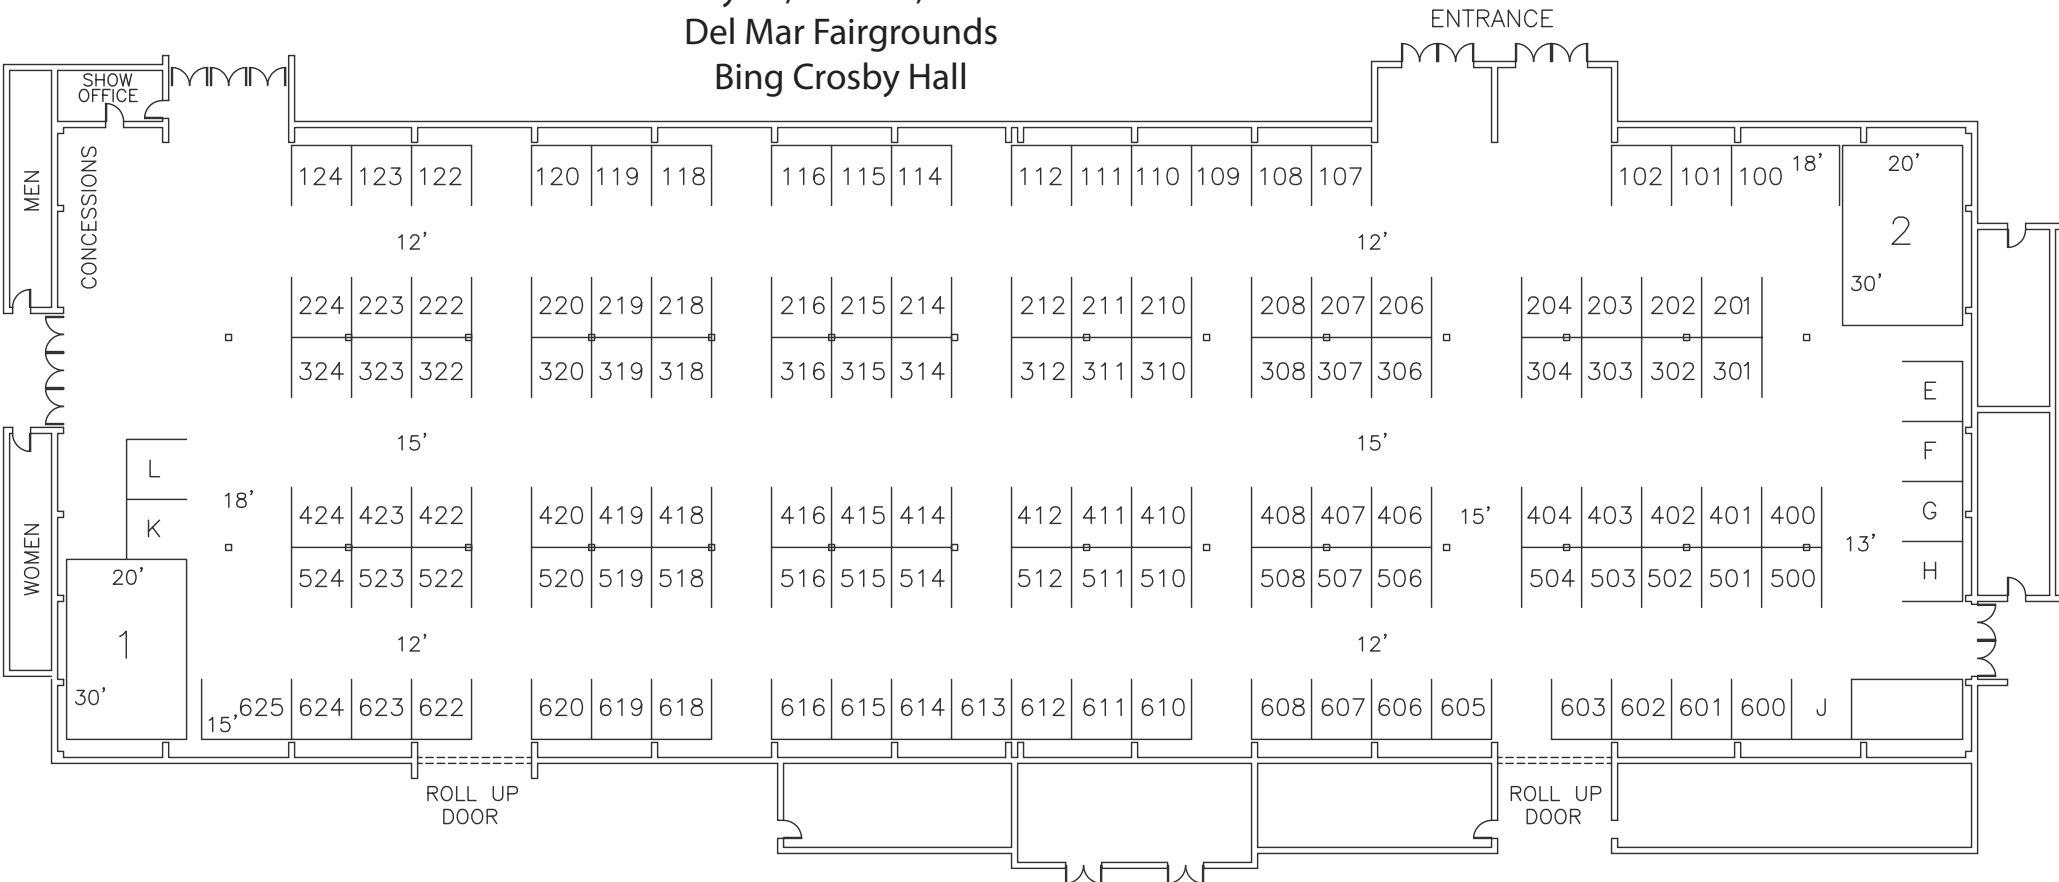 Del Mar Fairgrounds
Bing Crosby Hall
ENTRANCE
SHOW
OFFICE
MEN
CONCESSIONS
124 123 122 120 119 118 116 115 114 112 111 110 109 108 107 102 101 100 18' 20'
2
30'
12' 12'
224 223 222 220 219 218 216 215 214 212 211 210 208 207 206 204 203 202 201
324 323 322 320 319 318 316 315 314 312 311 310 308 307 306 304 303 302 301
E
F
G
H
15' 15'
L
K
18'
WOMEN
424 423 422 420 419 418 416 415 414 412 411 410 408 407 406 15' 404 403 402 401 400
13'
524 523 522 520 519 518 516 515 514 512 511 510 508 507 506 504 503 502 501 500
20'
1
30'
12' 12'
15' 625 624 623 622 620 619 618 616 615 614 613 612 611 610 608 607 606 605 603 602 601 600 J
ROLL UP
DOOR
ROLL UP
DOOR